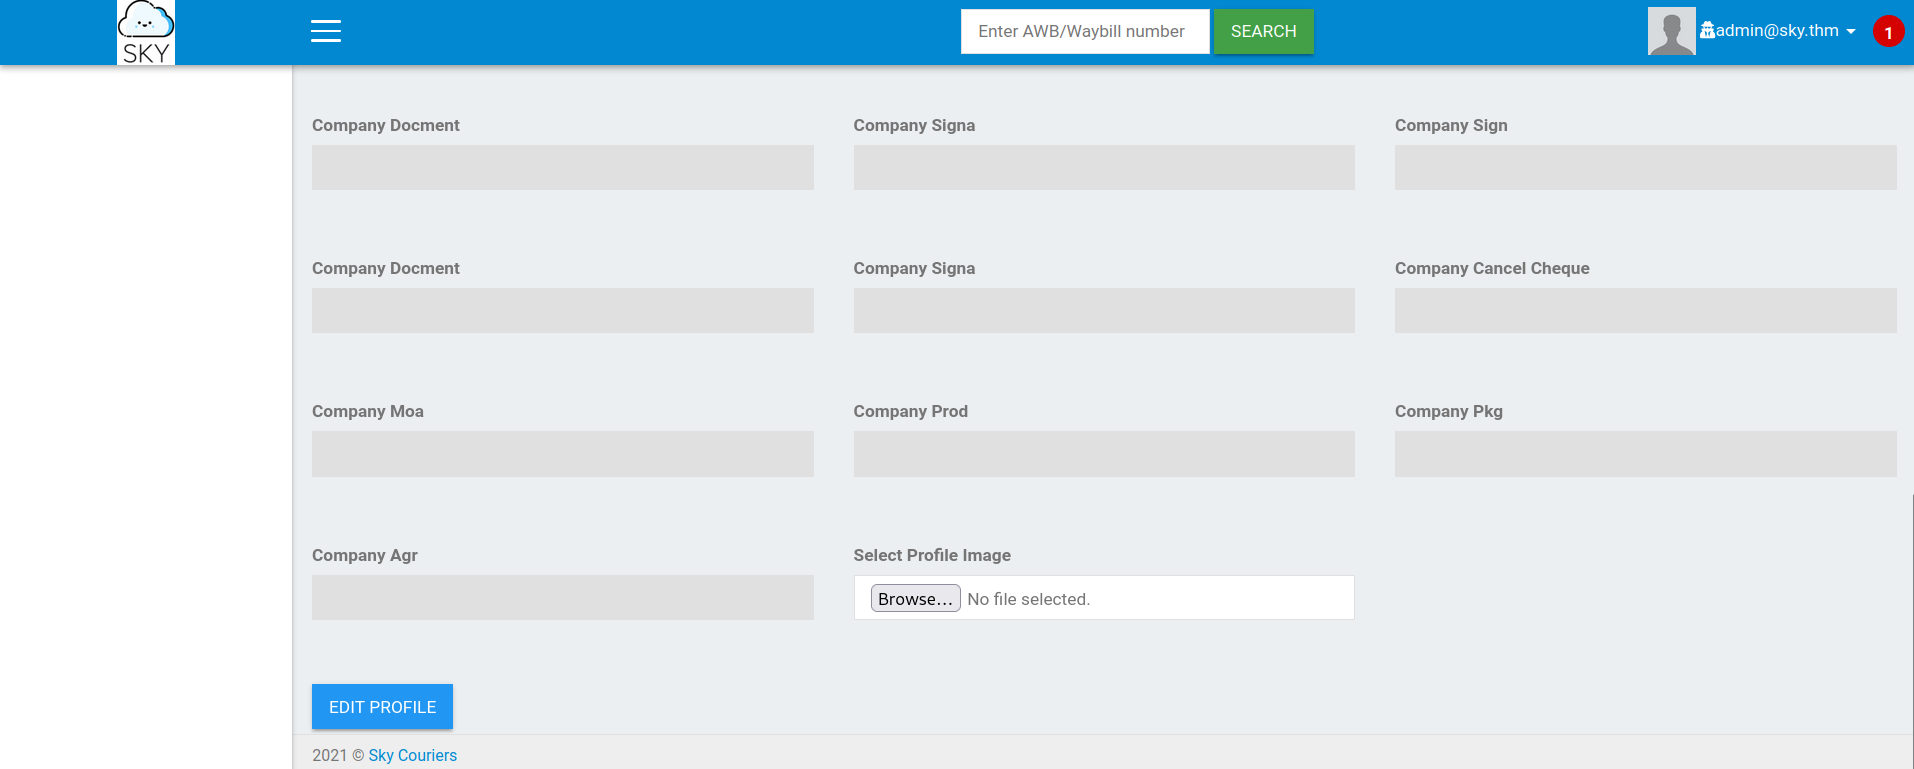 SKY
Enter AWB/Waybill number
SEARCH
admin@sky.thm
1
Company Docment
Company Signa
Company Sign
Company Docment
Company Signa
Company Cancel Cheque
Company Moa
Company Prod
Company Pkg
Company Agr
Select Profile Image
Browse... No file selected.
EDIT PROFILE
2021 © Sky Couriers